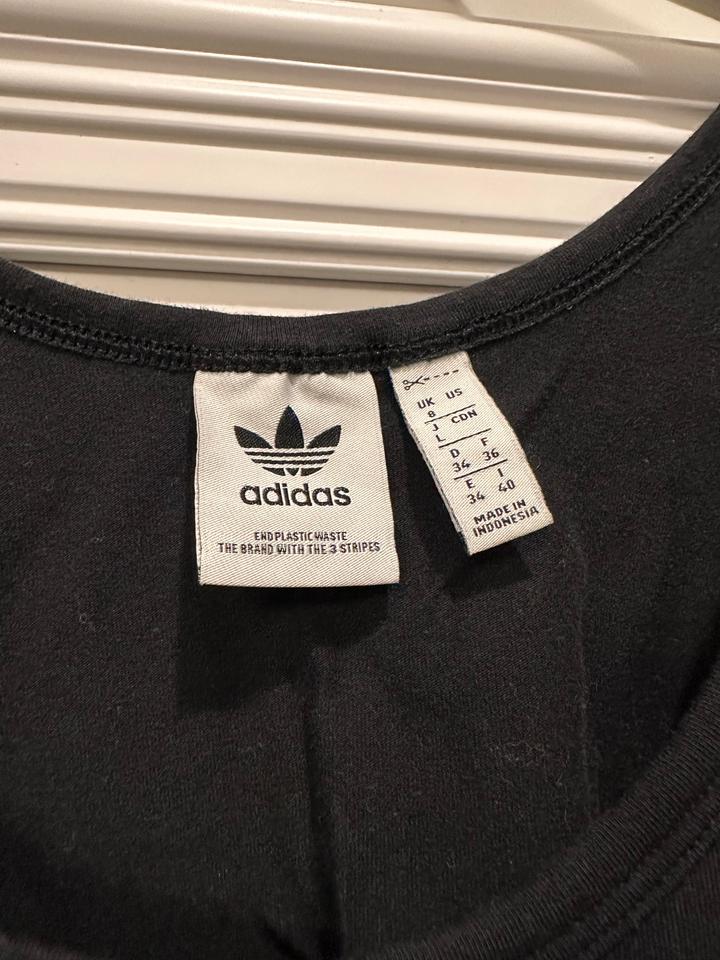 adidas
END PLASTIC WASTE
THE BRAND WITH THE 3 STRIPES
UK US
8
J CDN
L
D F
34 36
E I
34 40
MADE IN
INDONESIA